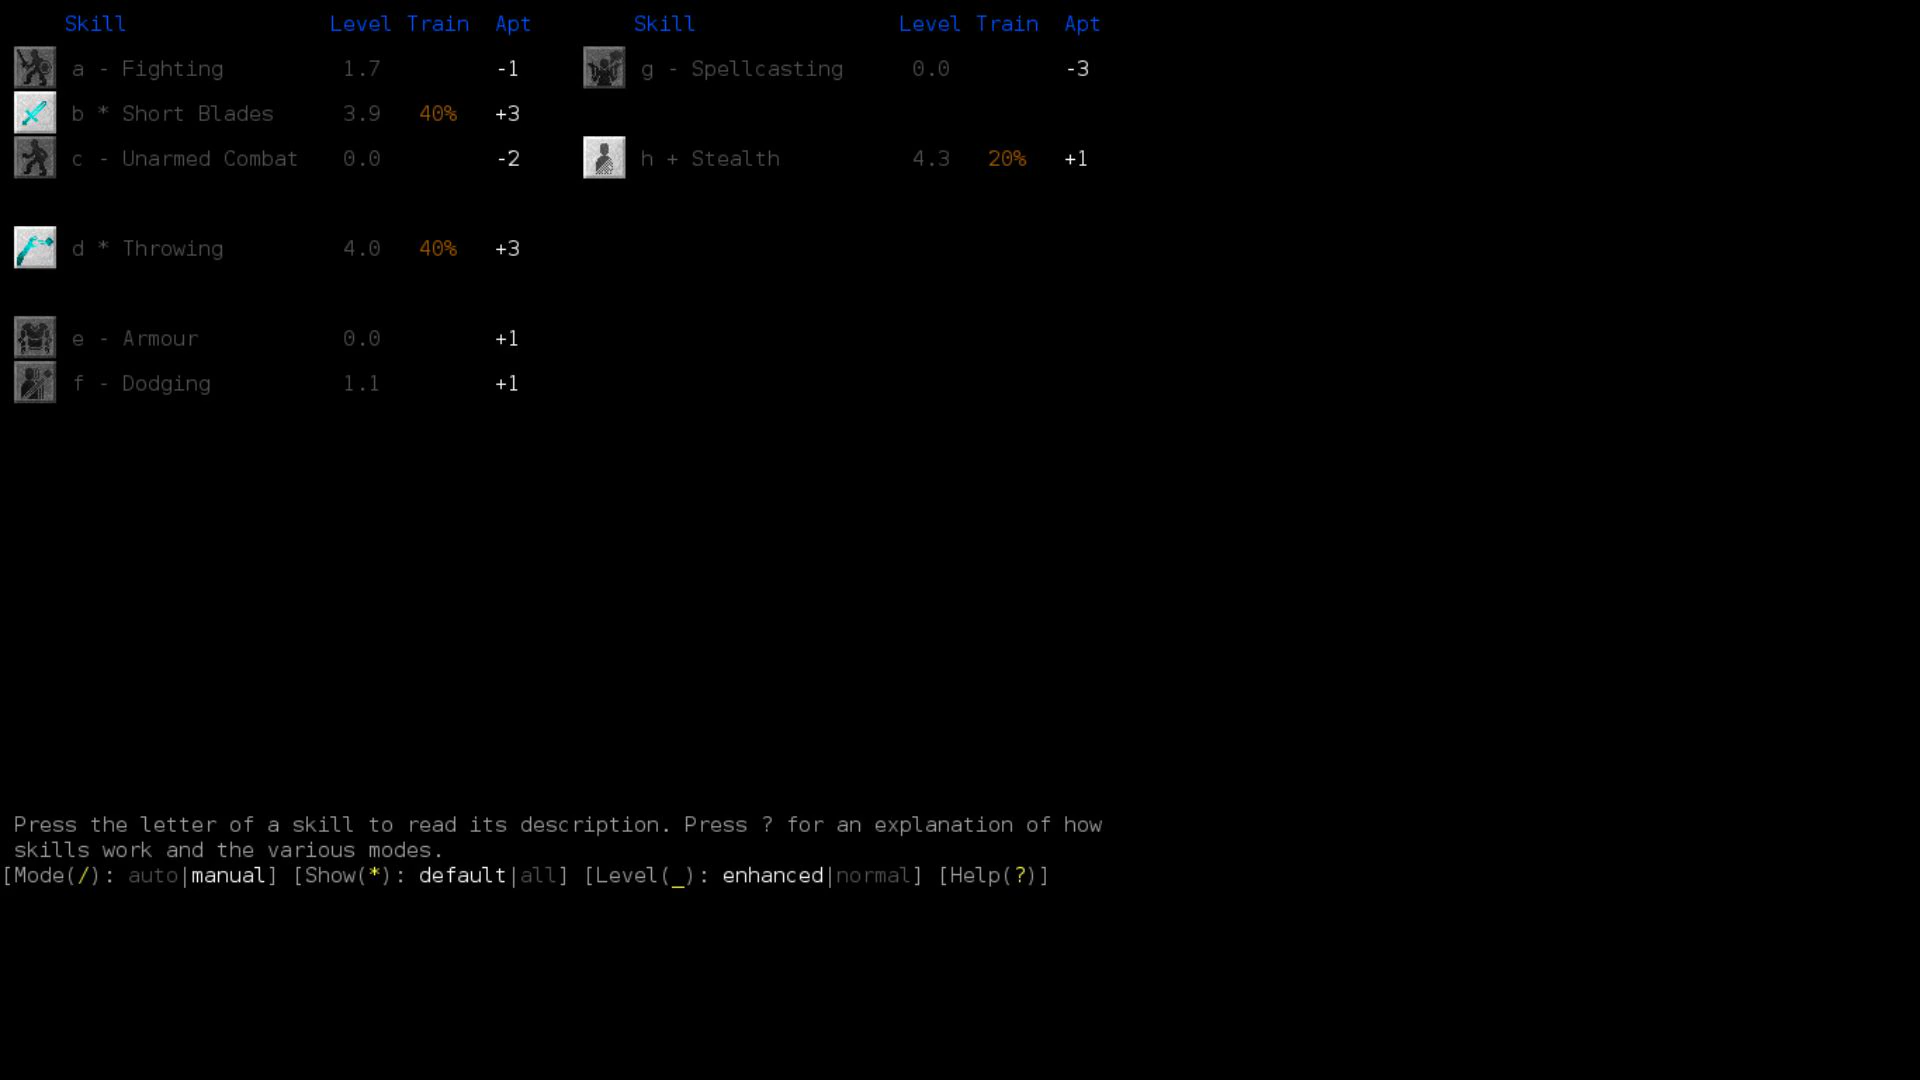 Skill Level Train Apt Skill Level Train Apt
a - Fighting 1.7 -1 g - Spellcasting 0.0 -3
b * Short Blades 3.9 40% +3
c - Unarmed Combat 0.0 -2 h + Stealth 4.3 20% +1
d * Throwing 4.0 40% +3
e - Armour 0.0 +1
f - Dodging 1.1 +1
Press the letter of a skill to read its description. Press ? for an explanation of how
skills work and the various modes.
[Mode(/): auto|manual] [Show(*): default|all] [Level(_): enhanced|normal] [Help(?)]